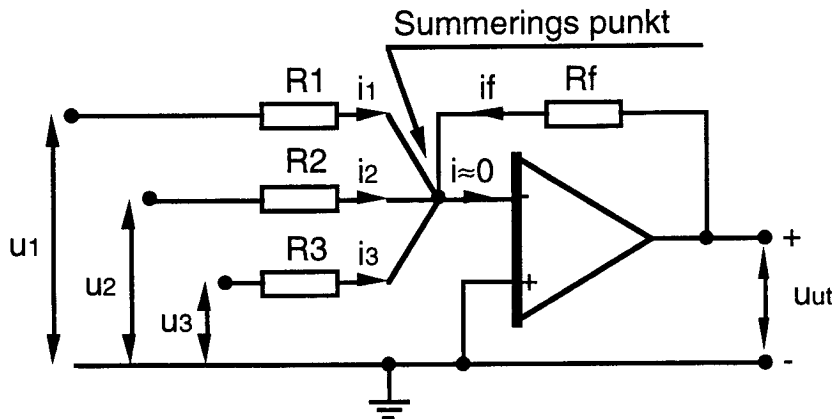 Summerings punkt
R1 i1 if Rf
R2 i2 i≈0
-
R3 i3
+
u1
u2
u3
+
uut
-